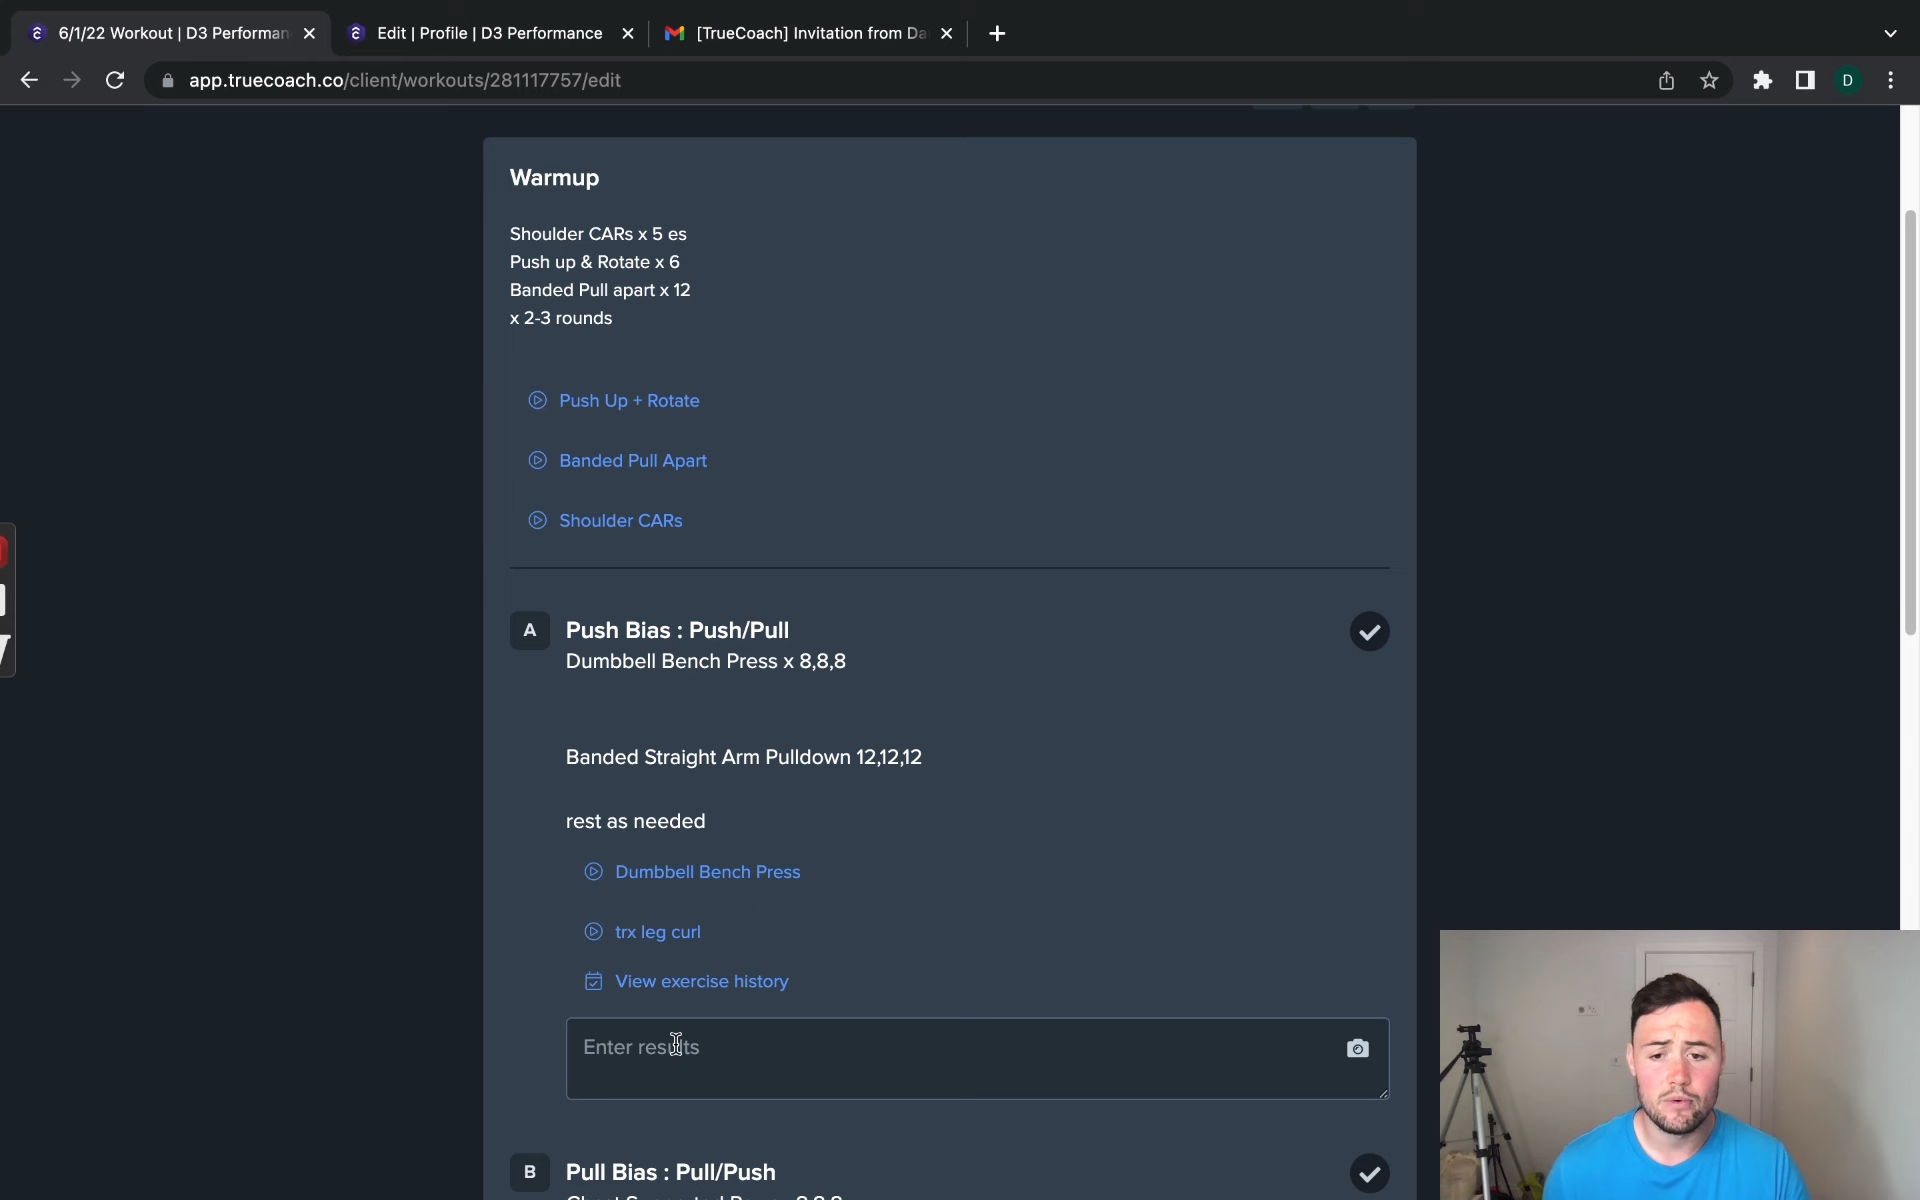 6/1/22 Workout | D3 Performan
Edit | Profile | D3 Performance
[TrueCoach] Invitation from Da
app.truecoach.co/client/workouts/281117757/edit
D
Warmup
Shoulder CARs x 5 es
Push up & Rotate x 6
Banded Pull apart x 12
x 2-3 rounds
Push Up + Rotate
Banded Pull Apart
Shoulder CARs
A
Push Bias : Push/Pull
Dumbbell Bench Press x 8,8,8
Banded Straight Arm Pulldown 12,12,12
rest as needed
Dumbbell Bench Press
trx leg curl
View exercise history
Enter results
B
Pull Bias : Pull/Push